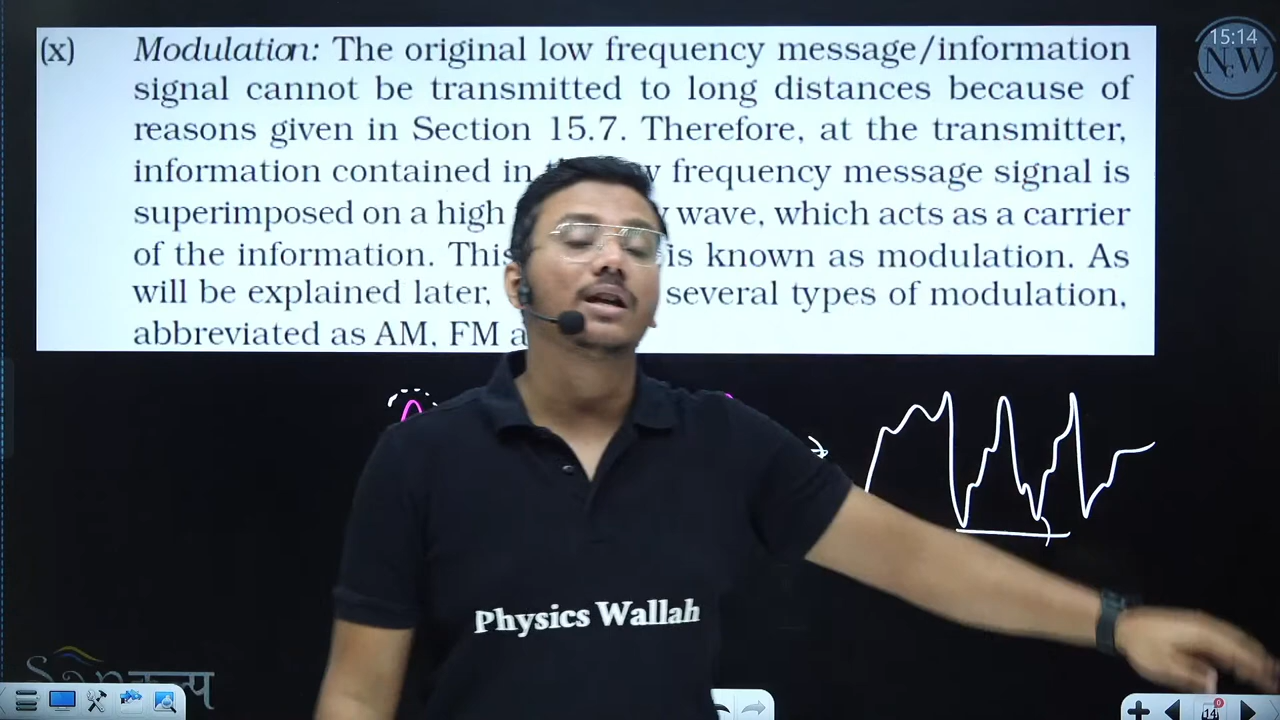 (x) Modulation: The original low frequency message/information
signal cannot be transmitted to long distances because of
reasons given in Section 15.7. Therefore, at the transmitter,
information contained in frequency message signal is
superimposed on a high wave, which acts as a carrier
of the information. This is known as modulation. As
will be explained later, several types of modulation,
abbreviated as AM, FM a
15:14
Physics Wallah
14